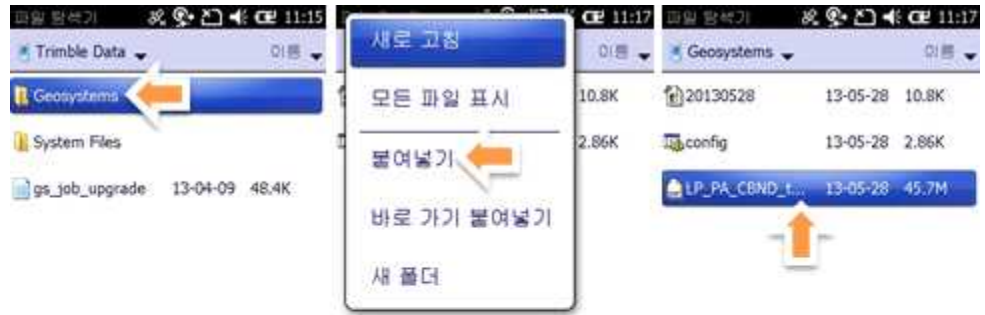 파일 탐색기 11:15
Trimble Data 이름
Geosystems
System Files
gs_job_upgrade 13-04-09 48.4K
11:17
이름
10.8K
2.86K
새로 고침
모든 파일 표시
붙여넣기
바로 가기 붙여넣기
새 폴더
파일 탐색기 11:17
Geosystems 이름
20130528 13-05-28 10.8K
config 13-05-28 2.86K
LP_PA_CBND_t... 13-05-28 45.7M